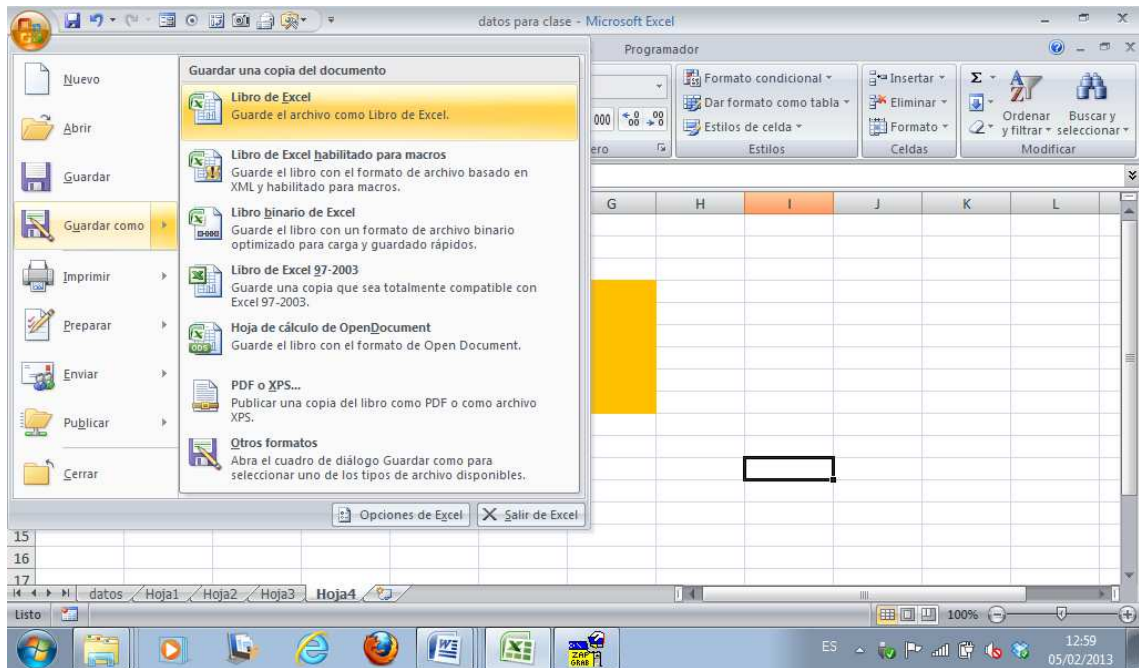 datos para clase - Microsoft Excel
Programador
Nuevo
Abrir
Guardar
Guardar como
Imprimir
Preparar
Enviar
Publicar
Cerrar
Guardar una copia del documento
Libro de Excel
Guarde el archivo como Libro de Excel.
Libro de Excel habilitado para macros
Guarde el libro con el formato de archivo basado en
XML y habilitado para macros.
Libro binario de Excel
Guarde el libro con un formato de archivo binario
optimizado para carga y guardado rápidos.
Libro de Excel 97-2003
Guarde una copia que sea totalmente compatible con
Excel 97-2003.
Hoja de cálculo de OpenDocument
Guarde el libro con el formato de Open Document.
PDF o XPS...
Publicar una copia del libro como PDF o como archivo
XPS.
Otros formatos
Abra el cuadro de diálogo Guardar como para
seleccionar uno de los tipos de archivo disponibles.
Opciones de Excel
Salir de Excel
000
ero
Formato condicional
Dar formato como tabla
Estilos de celda
Estilos
Insertar
Eliminar
Formato
Celdas
Σ
Ordenar
y filtrar
Buscar y
seleccionar
Modificar
G H I J K L
15
16
17
datos Hoja1 Hoja2 Hoja3 Hoja4
Listo
100%
ZAP
GRAB
ES
12:59
05/02/2013